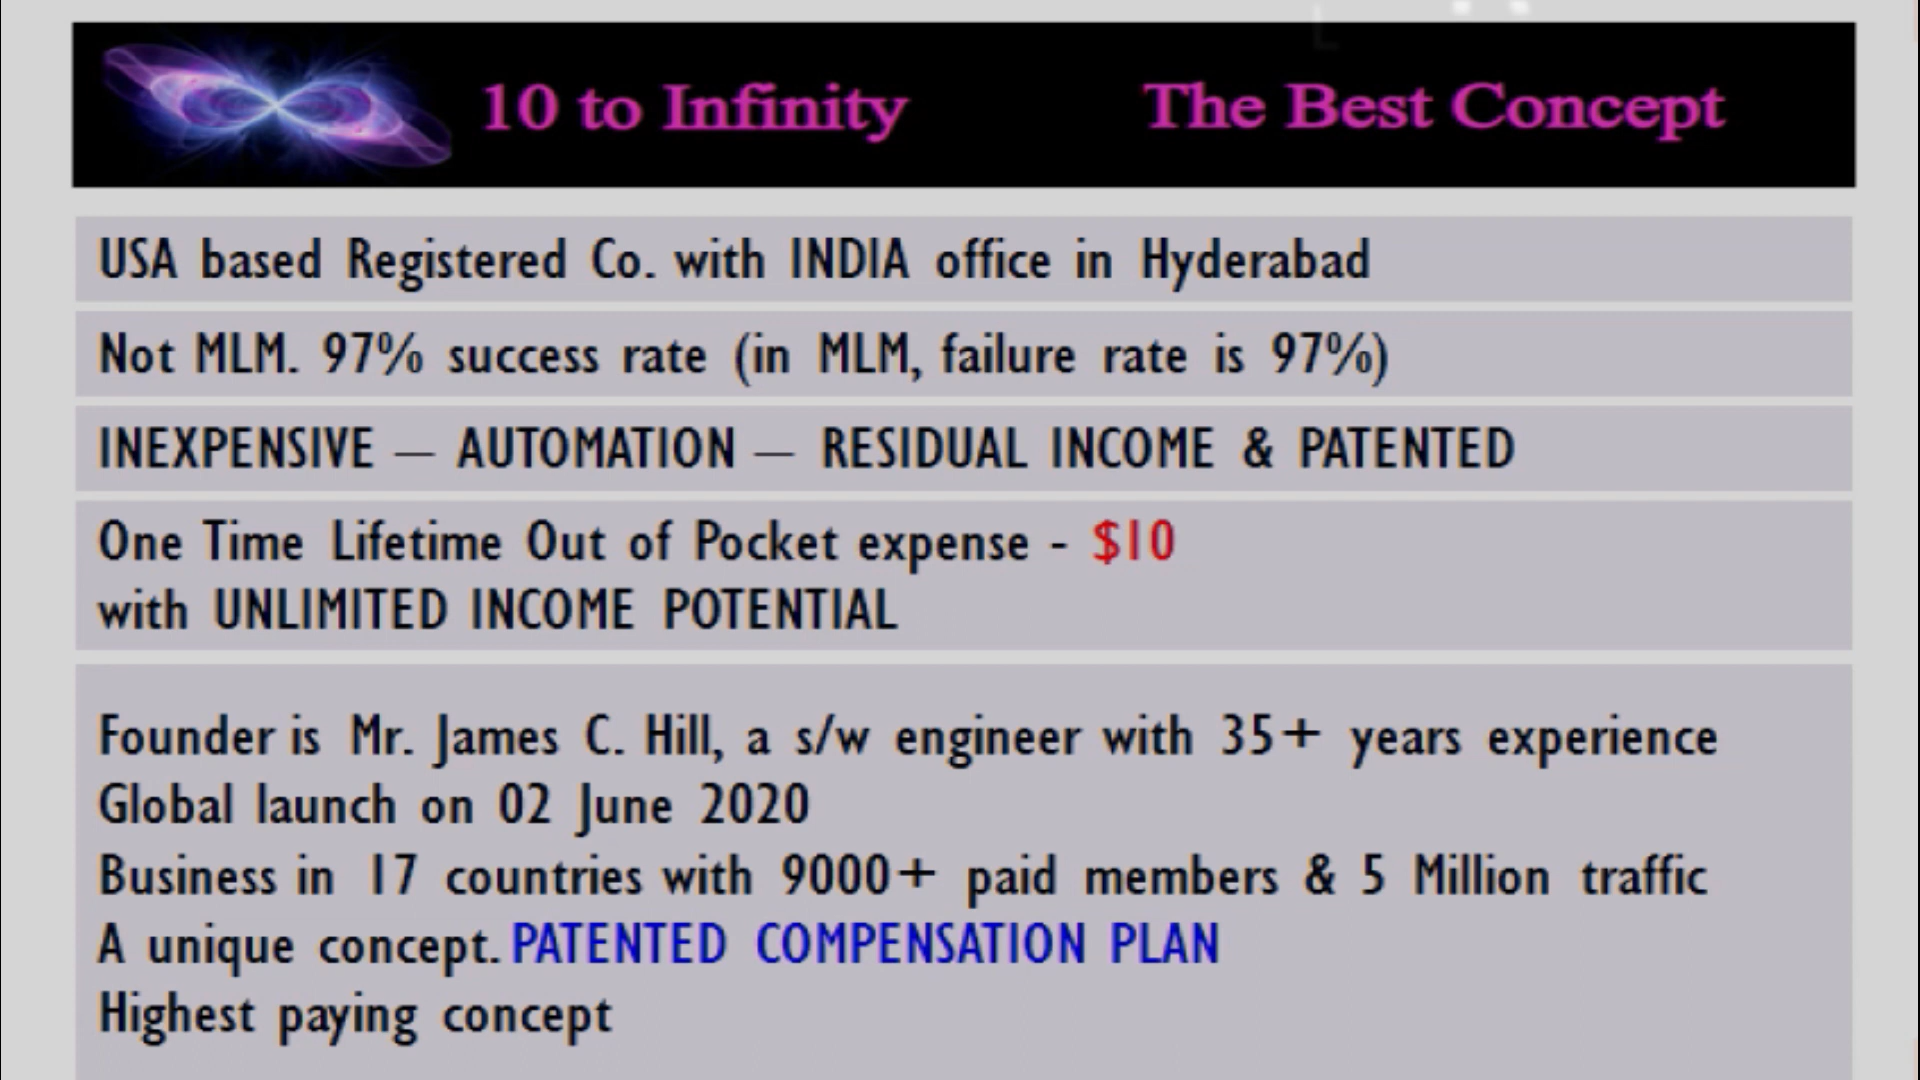 10 to Infinity The Best Concept
USA based Registered Co. with INDIA office in Hyderabad
Not MLM. 97% success rate (in MLM, failure rate is 97%)
INEXPENSIVE – AUTOMATION – RESIDUAL INCOME & PATENTED
One Time Lifetime Out of Pocket expense - $10
with UNLIMITED INCOME POTENTIAL
Founder is Mr. James C. Hill, a s/w engineer with 35+ years experience
Global launch on 02 June 2020
Business in 17 countries with 9000+ paid members & 5 Million traffic
A unique concept. PATENTED COMPENSATION PLAN
Highest paying concept